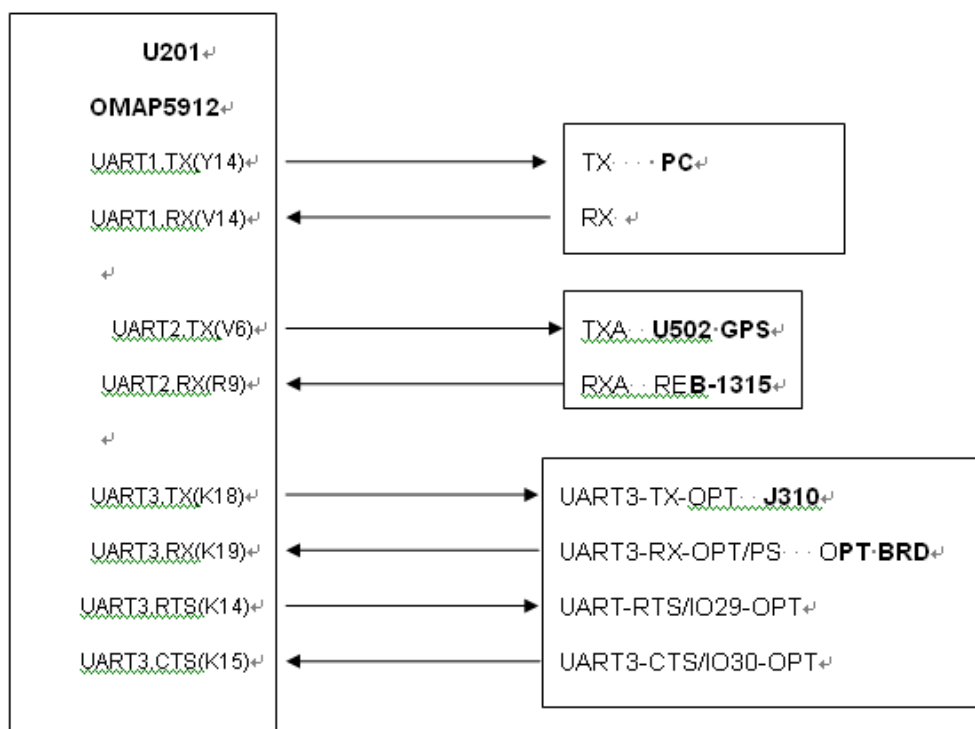 U201
OMAP5912
UART1.TX(Y14)
UART1.RX(V14)
UART2.TX(V6)
UART2.RX(R9)
UART3.TX(K18)
UART3.RX(K19)
UART3.RTS(K14)
UART3.CTS(K15)
TX PC
RX
TXA U502 GPS
RXA REB-1315
UART3-TX-OPT J310
UART3-RX-OPT/PS OPT BRD
UART-RTS/IO29-OPT
UART3-CTS/IO30-OPT